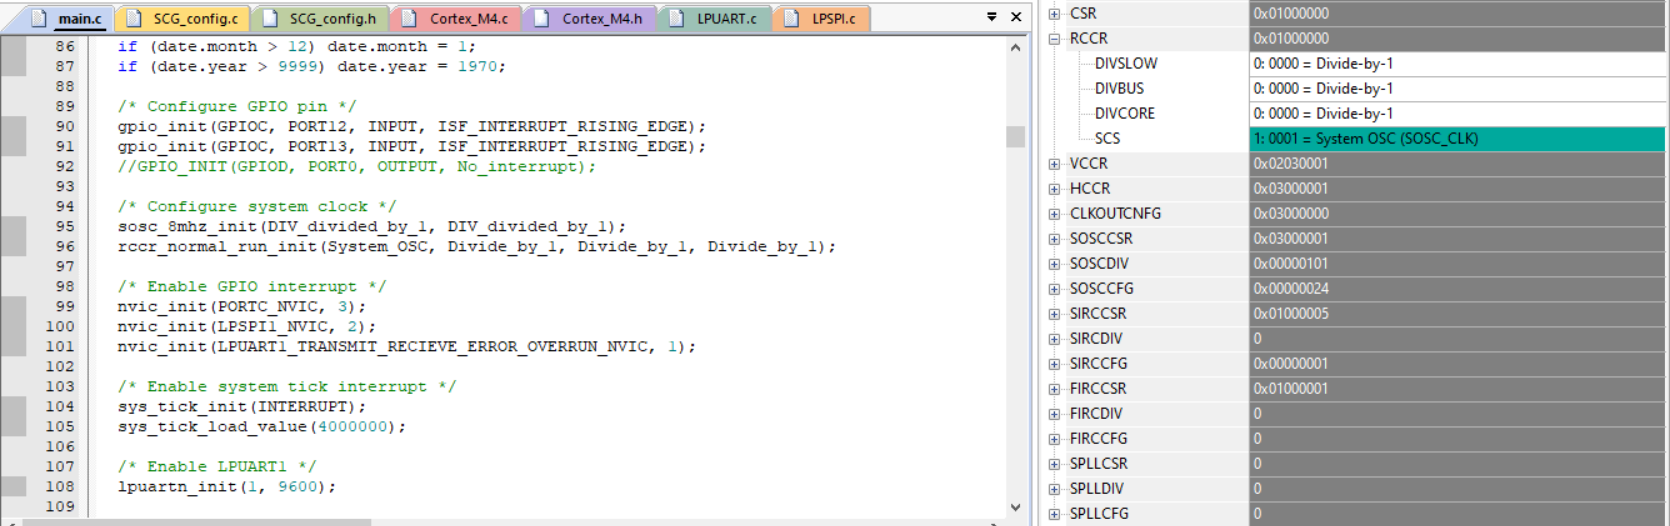 main.c SCG_config.c SCG_config.h Cortex_M4.c Cortex_M4.h LPUART.c LPSPI.c
86 if (date.month > 12) date.month = 1;
87 if (date.year > 9999) date.year = 1970;
88
89 /* Configure GPIO pin */
90 gpio_init(GPIOC, PORT12, INPUT, ISF_INTERRUPT_RISING_EDGE);
91 gpio_init(GPIOC, PORT13, INPUT, ISF_INTERRUPT_RISING_EDGE);
92 //GPIO_INIT(GPIOD, PORT0, OUTPUT, No_interrupt);
93
94 /* Configure system clock */
95 sosc_8mhz_init(DIV_divided_by_1, DIV_divided_by_1);
96 rccr_normal_run_init(System_OSC, Divide_by_1, Divide_by_1, Divide_by_1);
97
98 /* Enable GPIO interrupt */
99 nvic_init(PORTC_NVIC, 3);
100 nvic_init(LPSPI1_NVIC, 2);
101 nvic_init(LPUART1_TRANSMIT_RECIEVE_ERROR_OVERRUN_NVIC, 1);
102
103 /* Enable system tick interrupt */
104 sys_tick_init(INTERRUPT);
105 sys_tick_load_value(4000000);
106
107 /* Enable LPUART1 */
108 lpuartn_init(1, 9600);
109
CSR 0x01000000
RCCR 0x01000000
DIVSLOW 0: 0000 = Divide-by-1
DIVBUS 0: 0000 = Divide-by-1
DIVCORE 0: 0000 = Divide-by-1
SCS 1: 0001 = System OSC (SOSC_CLK)
VCCR 0x02030001
HCCR 0x03000001
CLKOUTCNFG 0x03000000
SOSCCSR 0x03000001
SOSCDIV 0x00000101
SOSCCFG 0x00000024
SIRCCSR 0x01000005
SIRCDIV 0
SIRCCFG 0x00000001
FIRCCSR 0x01000001
FIRCDIV 0
FIRCCFG 0
SPLLCSR 0
SPLLDIV 0
SPLLCFG 0